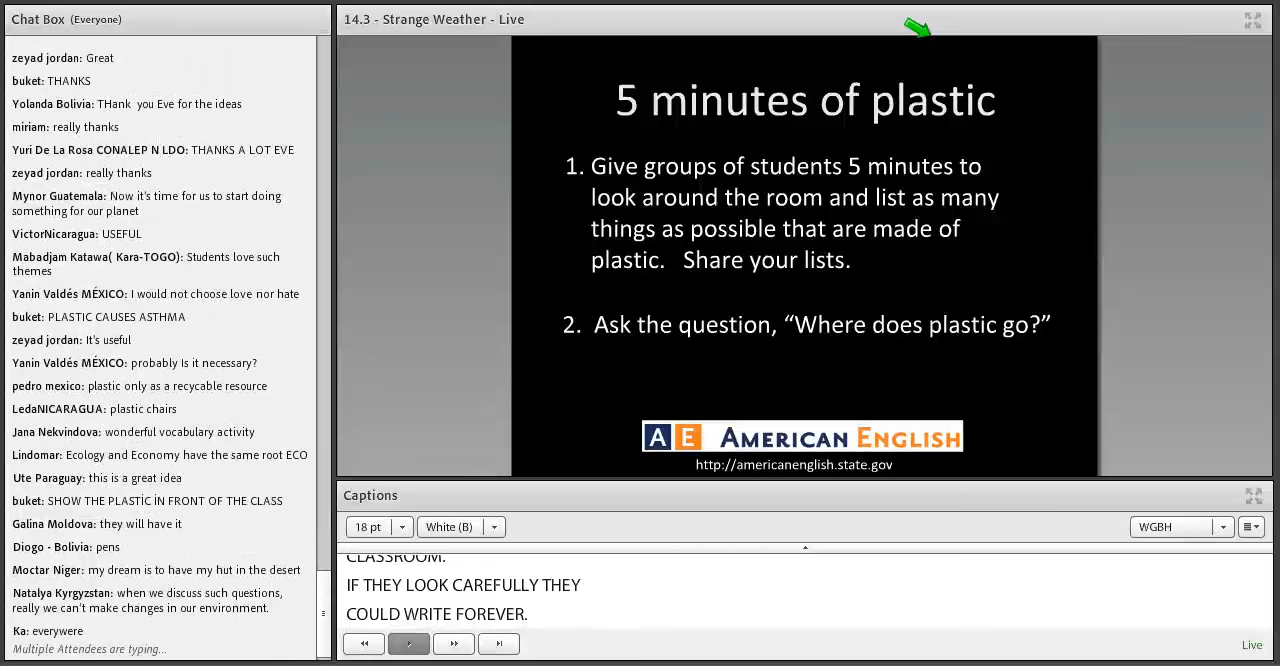 Chat Box (Everyone)
zeyad jordan: Great
buket: THANKS
Yolanda Bolivia: THank you Eve for the ideas
miriam: really thanks
Yuri De La Rosa CONALEP N LDO: THANKS A LOT EVE
zeyad jordan: really thanks
Mynor Guatemala: Now it's time for us to start doing
something for our planet
VictorNicaragua: USEFUL
Mabadjam Katawa( Kara-TOGO): Students love such
themes
Yanin Valdés MÉXICO: I would not choose love nor hate
buket: PLASTIC CAUSES ASTHMA
zeyad jordan: It's useful
Yanin Valdés MÉXICO: probably Is it necessary?
pedro mexico: plastic only as a recycable resource
LedaNICARAGUA: plastic chairs
Jana Nekvindova: wonderful vocabulary activity
Lindomar: Ecology and Economy have the same root ECO
Ute Paraguay: this is a great idea
buket: SHOW THE PLASTİC İN FRONT OF THE CLASS
Galina Moldova: they will have it
Diogo - Bolivia: pens
Moctar Niger: my dream is to have my hut in the desert
Natalya Kyrgyzstan: when we discuss such questions,
really we can't make changes in our environment.
Ka: everywere
Multiple Attendees are typing...
14.3 - Strange Weather - Live
5 minutes of plastic
1. Give groups of students 5 minutes to
look around the room and list as many
things as possible that are made of
plastic. Share your lists.
2. Ask the question, “Where does plastic go?”
A E AMERICAN ENGLISH
http://americanenglish.state.gov
Captions
18 pt White (B) WGBH
CLASSROOM.
IF THEY LOOK CAREFULLY THEY
COULD WRITE FOREVER.
Live